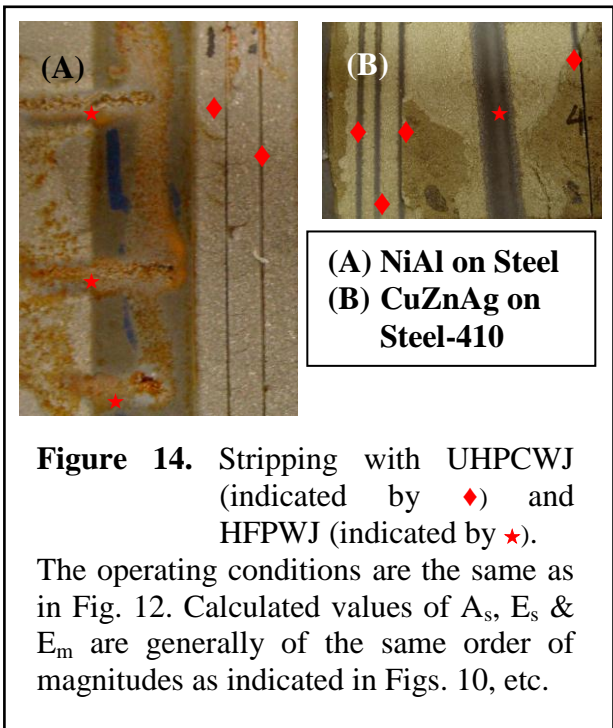 (A)
(B)
4
(A) NiAl on Steel
(B) CuZnAg on
Steel-410
Figure 14. Stripping with UHPCWJ
(indicated by ♦) and
HFPWJ (indicated by ★).
The operating conditions are the same as
in Fig. 12. Calculated values of As, Es &
Em are generally of the same order of
magnitudes as indicated in Figs. 10, etc.